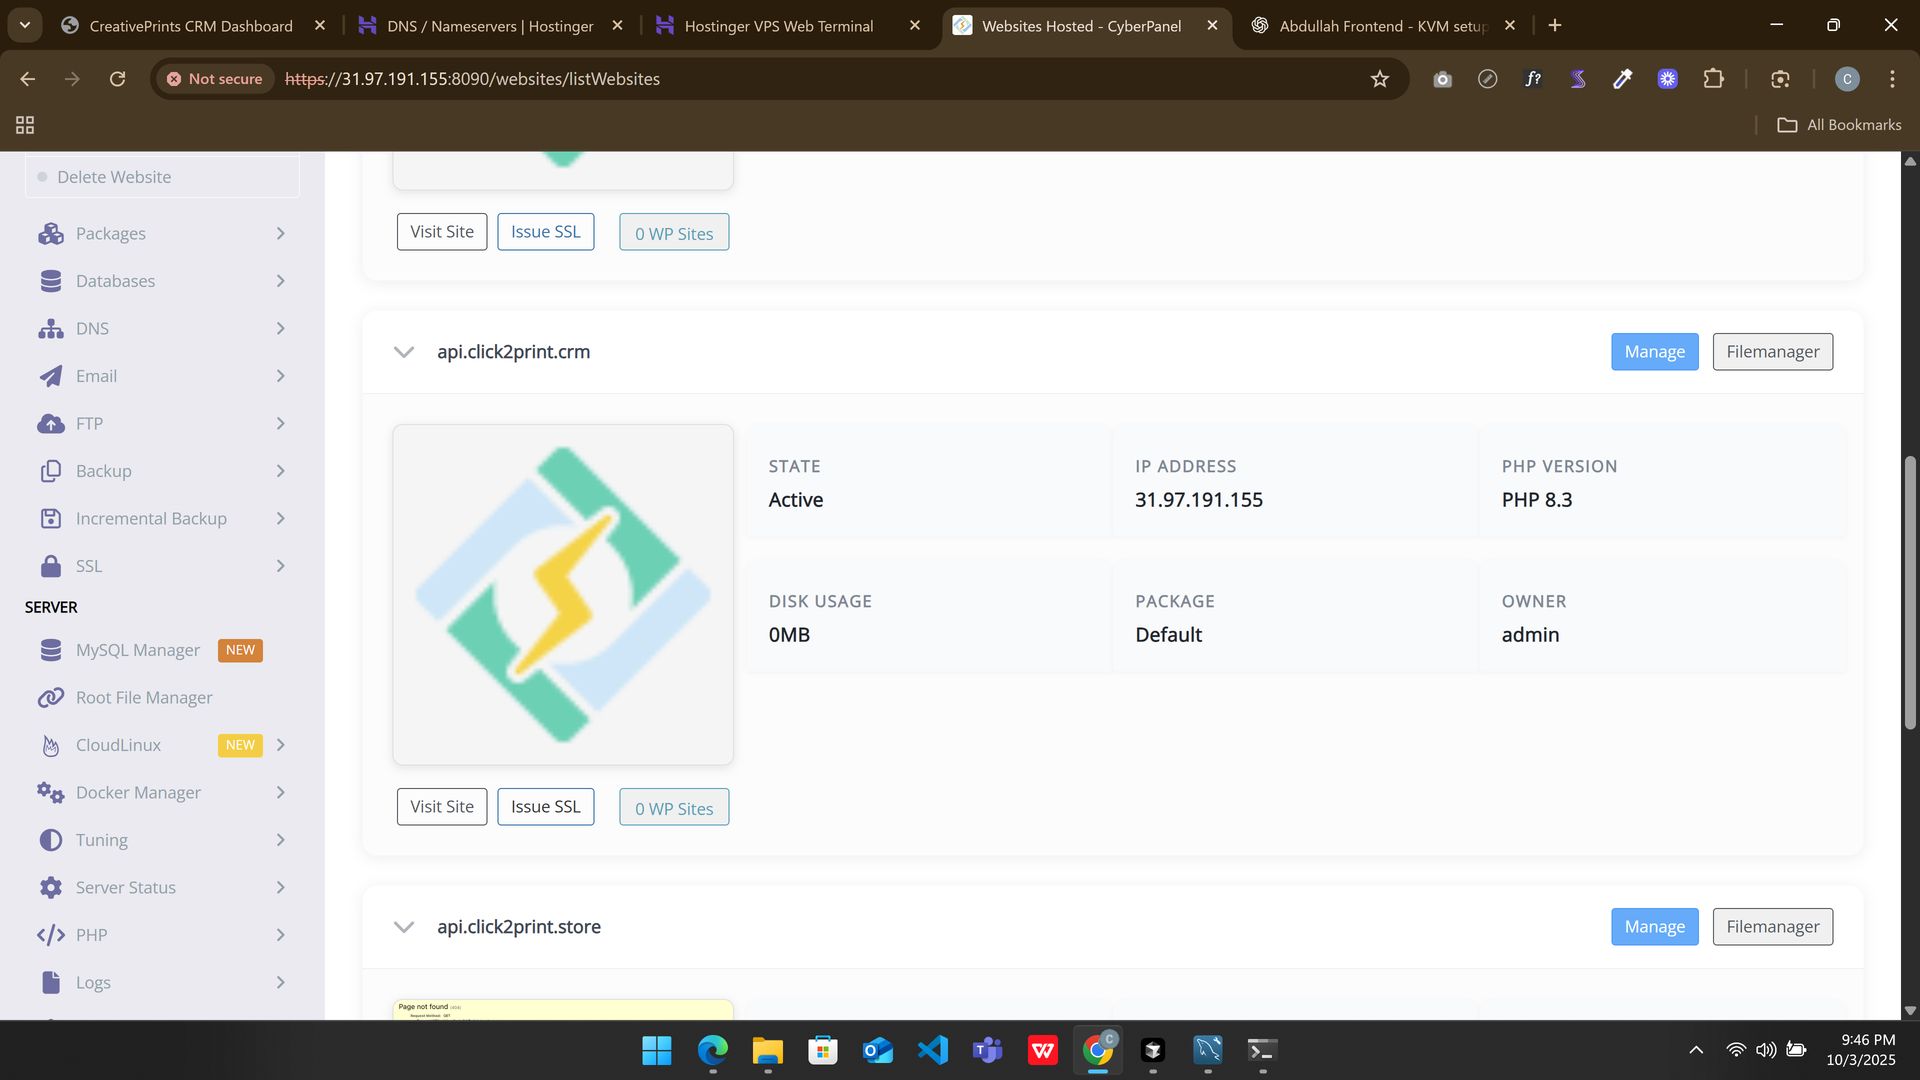 CreativePrints CRM Dashboard
DNS / Nameservers | Hostinger
Hostinger VPS Web Terminal
Websites Hosted - CyberPanel
Abdullah Frontend - KVM setup
Not secure
https://31.97.191.155:8090/websites/listWebsites
f?
C
All Bookmarks
Delete Website
Packages
Databases
DNS
Email
FTP
Backup
Incremental Backup
SSL
SERVER
MySQL Manager NEW
Root File Manager
CloudLinux NEW
Docker Manager
Tuning
Server Status
PHP
Logs
Visit Site
Issue SSL
0 WP Sites
api.click2print.crm
Manage
Filemanager
STATE
Active
IP ADDRESS
31.97.191.155
PHP VERSION
PHP 8.3
DISK USAGE
0MB
PACKAGE
Default
OWNER
admin
Visit Site
Issue SSL
0 WP Sites
api.click2print.store
Manage
Filemanager
Page not found (404)
Request Method: GET
C
9:46 PM
10/3/2025